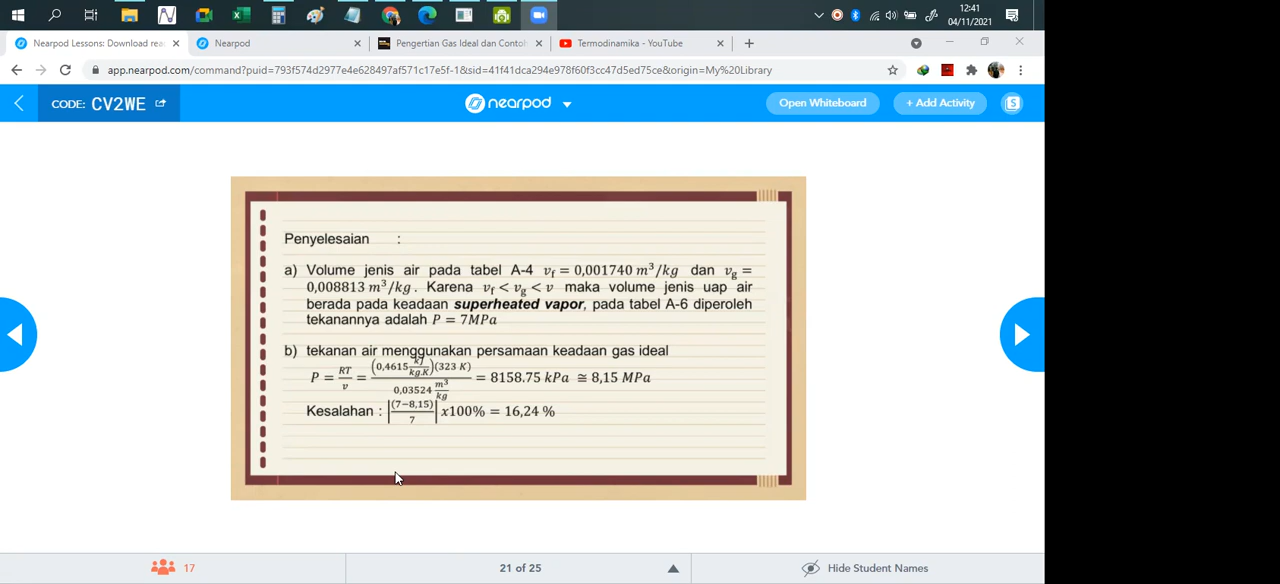 12:41
04/11/2021
Nearpod Lessons: Download rea
Nearpod
Pengertian Gas Ideal dan Contoh
Termodinamika - YouTube
app.nearpod.com/command?puid=793f574d2977e4e628497af571c17e5f-1&sid=41f41dca294e978f60f3cc47d5ed75ce&origin=My%20Library
CODE: CV2WE
nearpod
Open Whiteboard
+ Add Activity
S
Penyelesaian :
a) Volume jenis air pada tabel A-4 v_f = 0,001740 m³/kg dan v_g =
0,008813 m³/kg. Karena v_f < v_g < v maka volume jenis uap air
berada pada keadaan superheated vapor, pada tabel A-6 diperoleh
tekanannya adalah P = 7MPa
b) tekanan air menggunakan persamaan keadaan gas ideal
P = RT/v = (0,4615 kJ/kg.K)(323 K) / 0,03524 m³/kg = 8158.75 kPa ≅ 8,15 MPa
Kesalahan : |(7−8,15)/7| x100% = 16,24 %
17
21 of 25
Hide Student Names